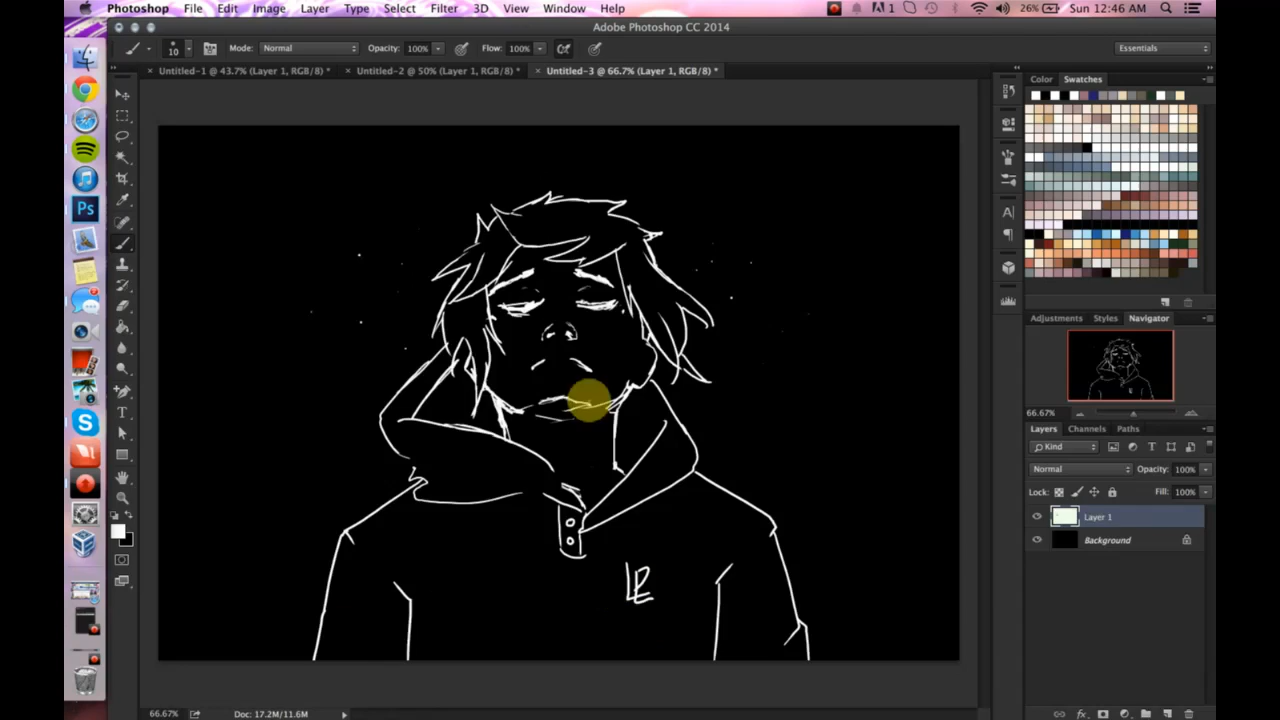 Photoshop File Edit Image Layer Type Select Filter 3D View Window Help 1 26% Sun 12:46 AM
Adobe Photoshop CC 2014
10 Mode: Normal Opacity: 100% Flow: 100% Essentials
Untitled-1 @ 43.7% (Layer 1, RGB/8) * Untitled-2 @ 50% (Layer 1, RGB/8) * Untitled-3 @ 66.7% (Layer 1, RGB/8) *
Color Swatches
Adjustments Styles Navigator
66.67%
Layers Channels Paths
Kind
Normal Opacity: 100%
Lock: Fill: 100%
Layer 1
Background
66.67% Doc: 17.2M/11.6M